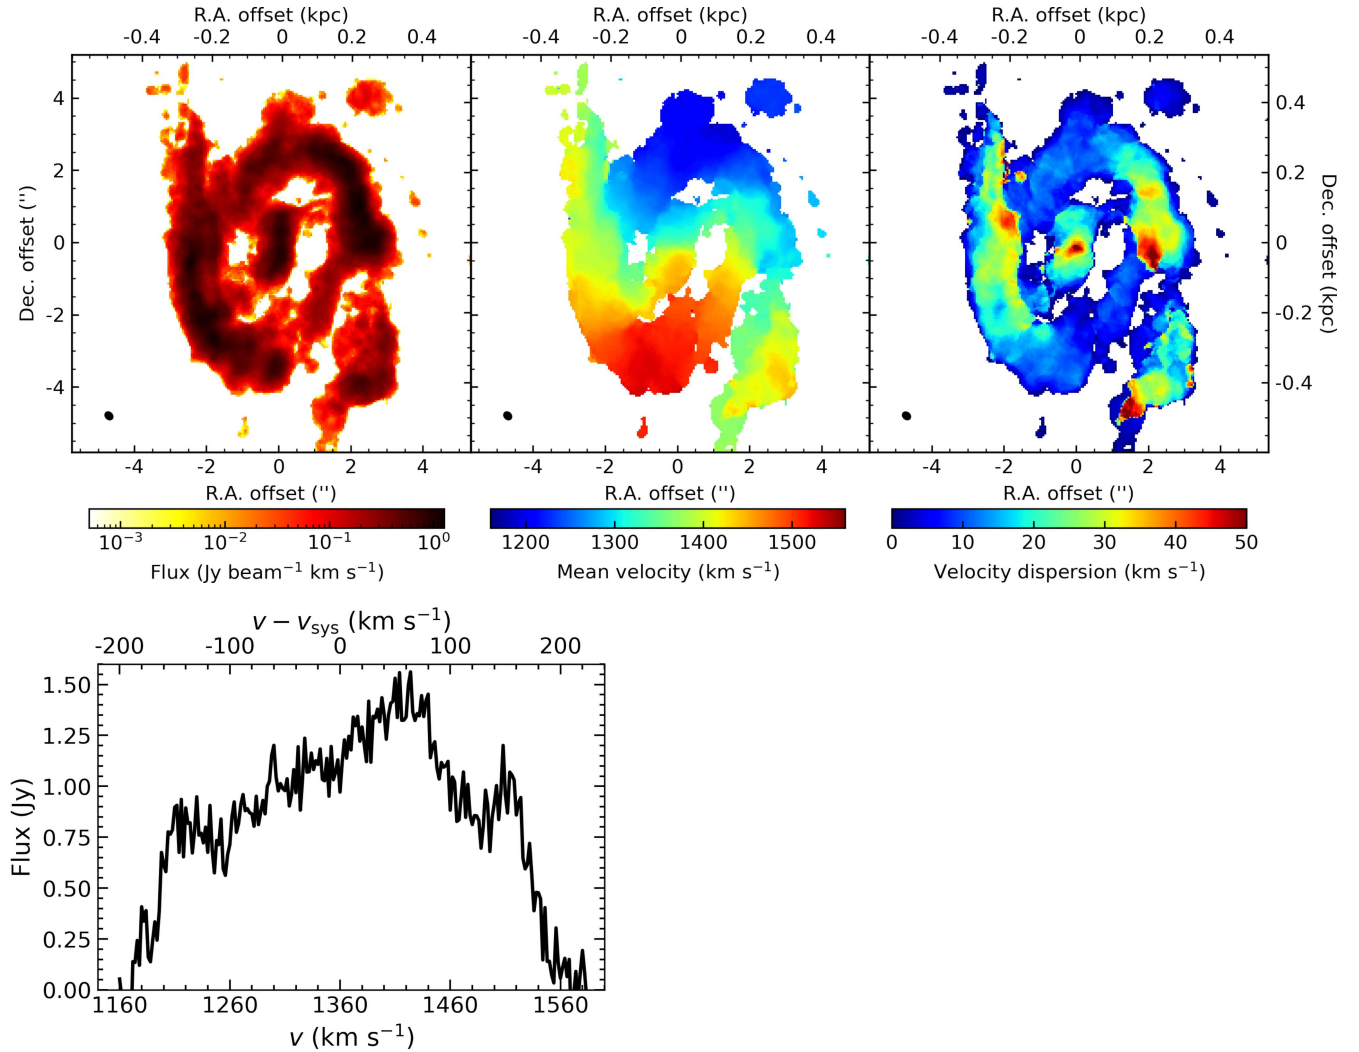 R.A. offset (kpc) R.A. offset (kpc) R.A. offset (kpc)
-0.4 -0.2 0 0.2 0.4 -0.4 -0.2 0 0.2 0.4 -0.4 -0.2 0 0.2 0.4
Dec. offset ('')
4
2
0
-2
-4
0.4
0.2
0
-0.2
-0.4
Dec. offset (kpc)
-4 -2 0 2 4 -4 -2 0 2 4 -4 -2 0 2 4
R.A. offset ('') R.A. offset ('') R.A. offset ('')
10⁻³ 10⁻² 10⁻¹ 10⁰ 1200 1300 1400 1500 0 10 20 30 40 50
Flux (Jy beam⁻¹ km s⁻¹) Mean velocity (km s⁻¹) Velocity dispersion (km s⁻¹)
v − vsys (km s⁻¹)
-200 -100 0 100 200
Flux (Jy)
1.50
1.25
1.00
0.75
0.50
0.25
0.00
1160 1260 1360 1460 1560
v (km s⁻¹)